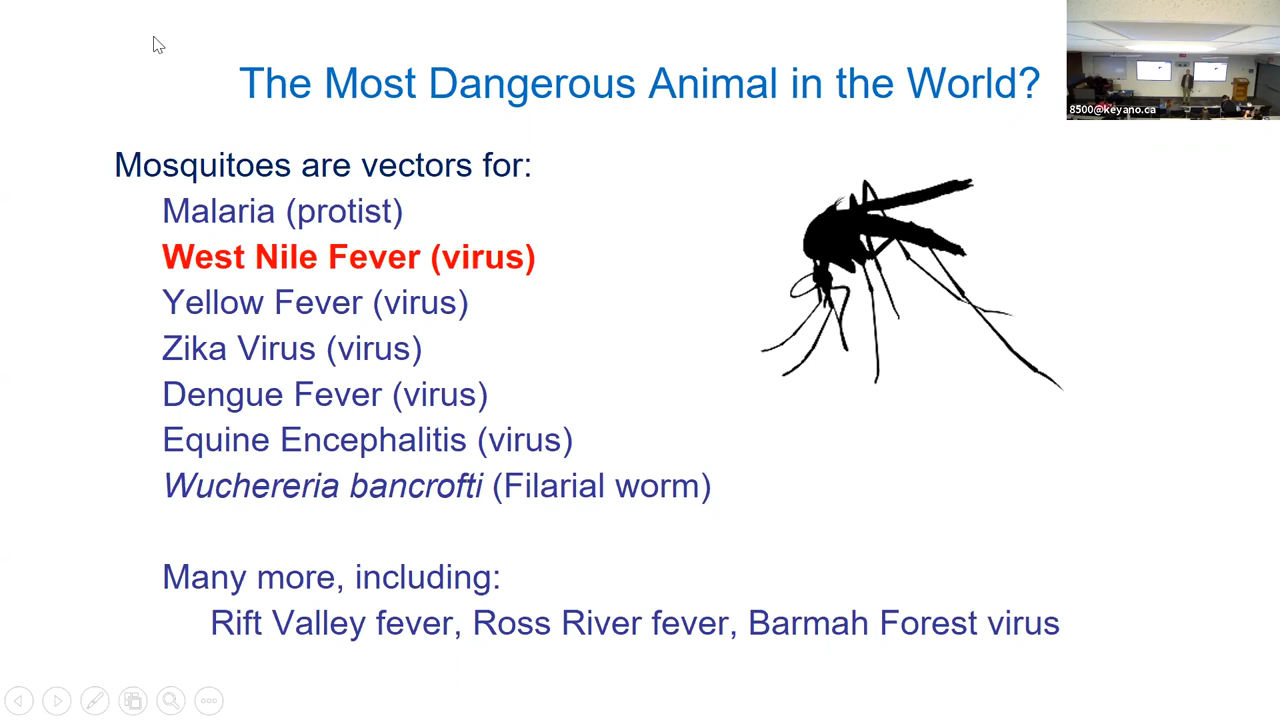 The Most Dangerous Animal in the World?
8500@keyano.ca
Mosquitoes are vectors for:
Malaria (protist)
West Nile Fever (virus)
Yellow Fever (virus)
Zika Virus (virus)
Dengue Fever (virus)
Equine Encephalitis (virus)
Wuchereria bancrofti (Filarial worm)
Many more, including:
Rift Valley fever, Ross River fever, Barmah Forest virus